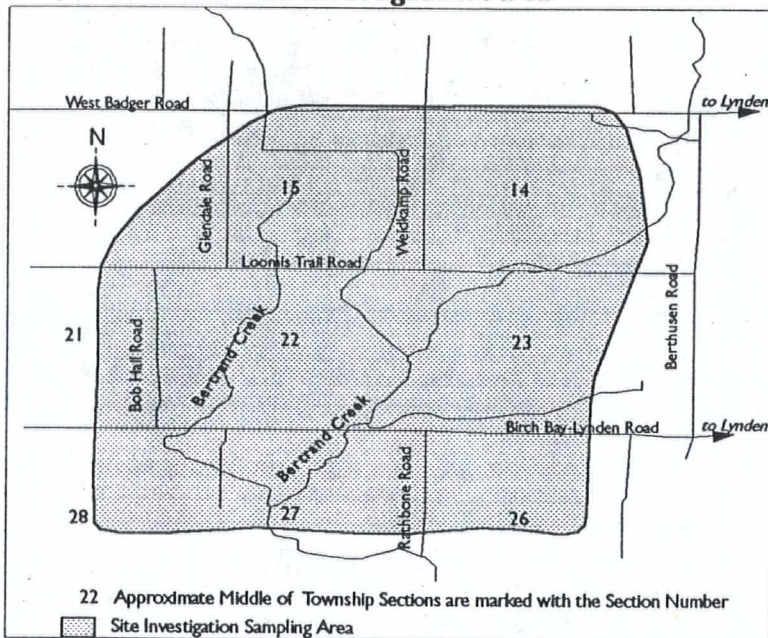 West Badger Road
to Lynden
N
Glendale Road
15
Weidkamp Road
14
Loomis Trail Road
21
Bob Hall Road
Bertrand Creek
22
23
Berthusen Road
Bertrand Creek
Birch Bay-Lynden Road
to Lynden
28
27
Rathbone Road
26
22 Approximate Middle of Township Sections are marked with the Section Number
Site Investigation Sampling Area